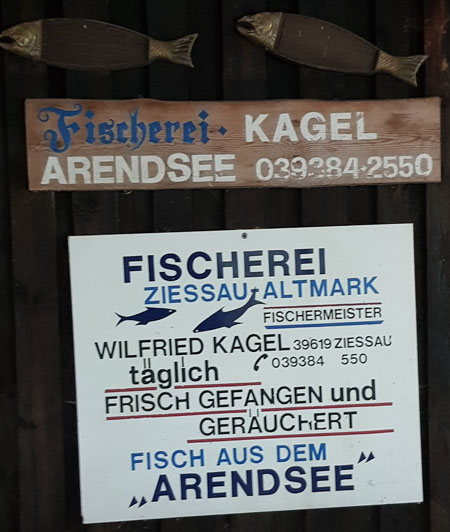 Fischerei · KAGEL
ARENDSEE 039384-2550
FISCHEREI
ZIESSAU-ALTMARK
FISCHERMEISTER
WILFRIED KAGEL 39619 ZIESSAU
täglich 039384 550
FRISCH GEFANGEN und
GERÄUCHERT
FISCH AUS DEM
„ARENDSEE”